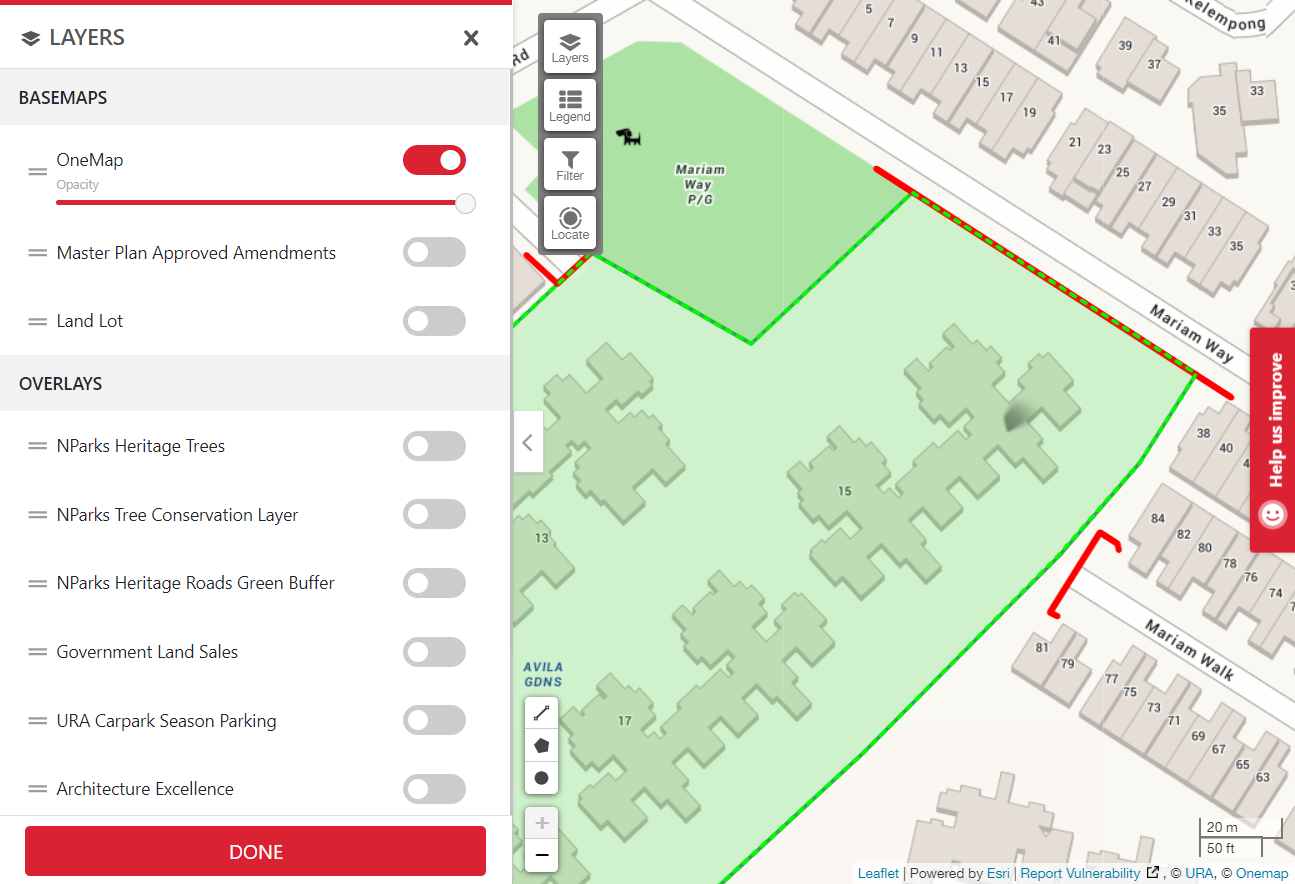 LAYERS
BASEMAPS
OneMap
Opacity
Master Plan Approved Amendments
Land Lot
OVERLAYS
NParks Heritage Trees
NParks Tree Conservation Layer
NParks Heritage Roads Green Buffer
Government Land Sales
URA Carpark Season Parking
Architecture Excellence
DONE
Rd
Layers
Legend
Filter
Locate
Mariam
Way
P/G
5
7
9
11
13
15
17
19
43
41
39
37
Kelempong
35
33
21
23
25
27
29
31
33
35
Mariam Way
38
40
Help us improve
15
13
84
82
80
78
76
74
Mariam Walk
81
79
77
75
73
71
69
67
65
63
AVILA
GDNS
17
20 m
50 ft
Leaflet | Powered by Esri | Report Vulnerability , © URA, © Onemap